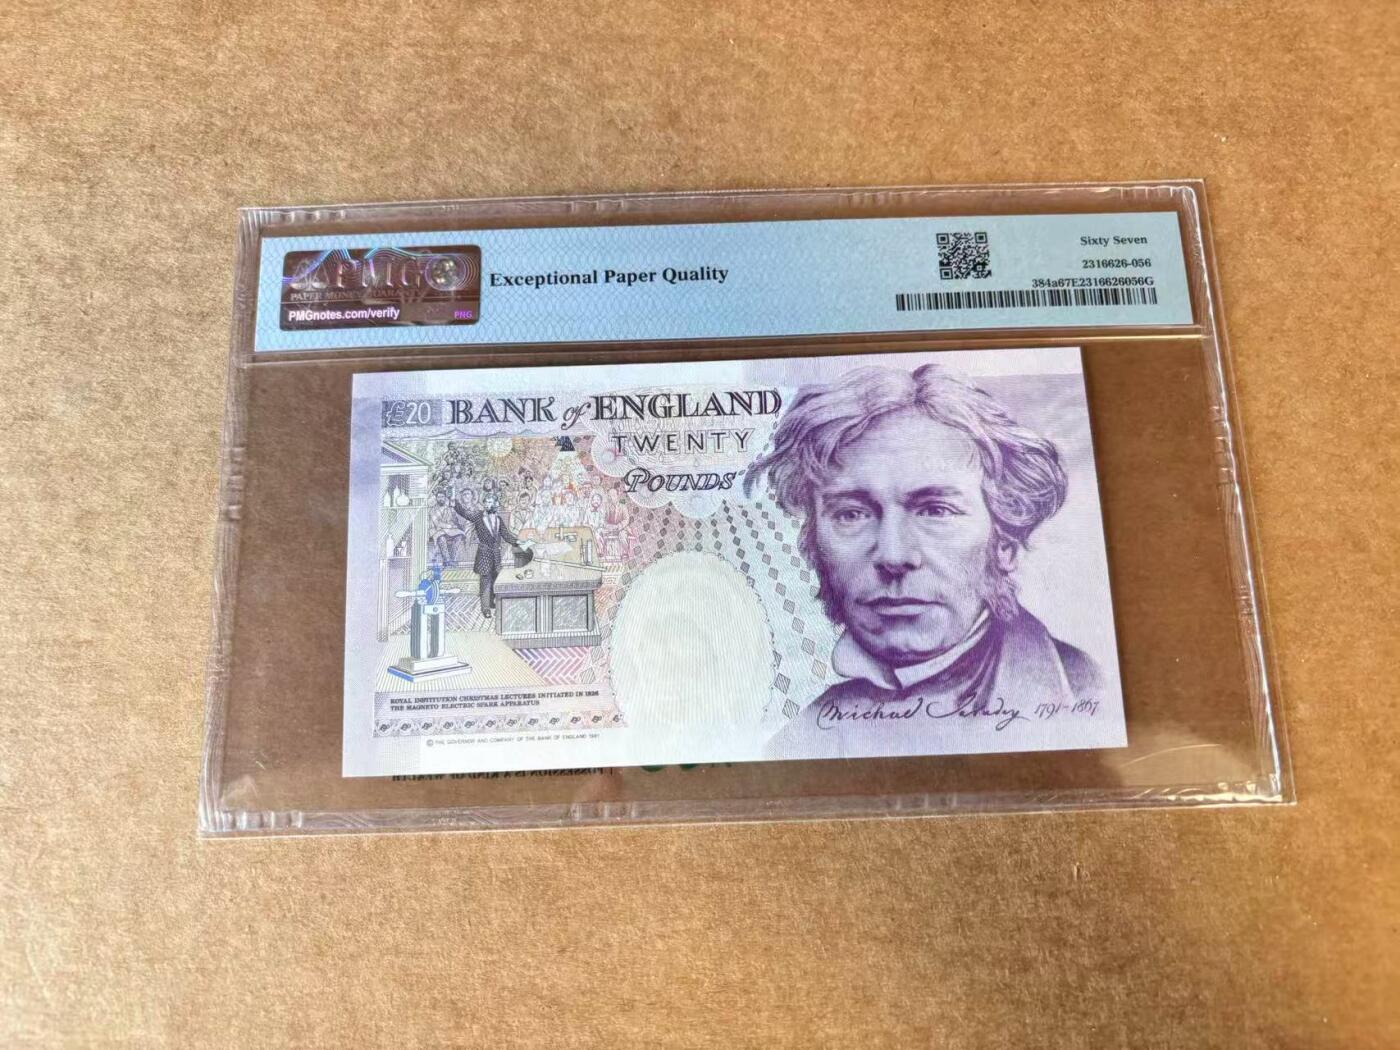 PMG
PAPER MONEY GUARANTY
PMGnotes.com/verify
PNG
Exceptional Paper Quality
Sixty Seven
2316626-056
384a67E2316626056G
£20 BANK of ENGLAND
TWENTY
POUNDS
ROYAL INSTITUTION CHRISTMAS LECTURES INITIATED IN 1826
THE MAGNETO ELECTRIC SPARK APPARATUS
© THE GOVERNOR AND COMPANY OF THE BANK OF ENGLAND 1991
Michael Faraday 1791-1867